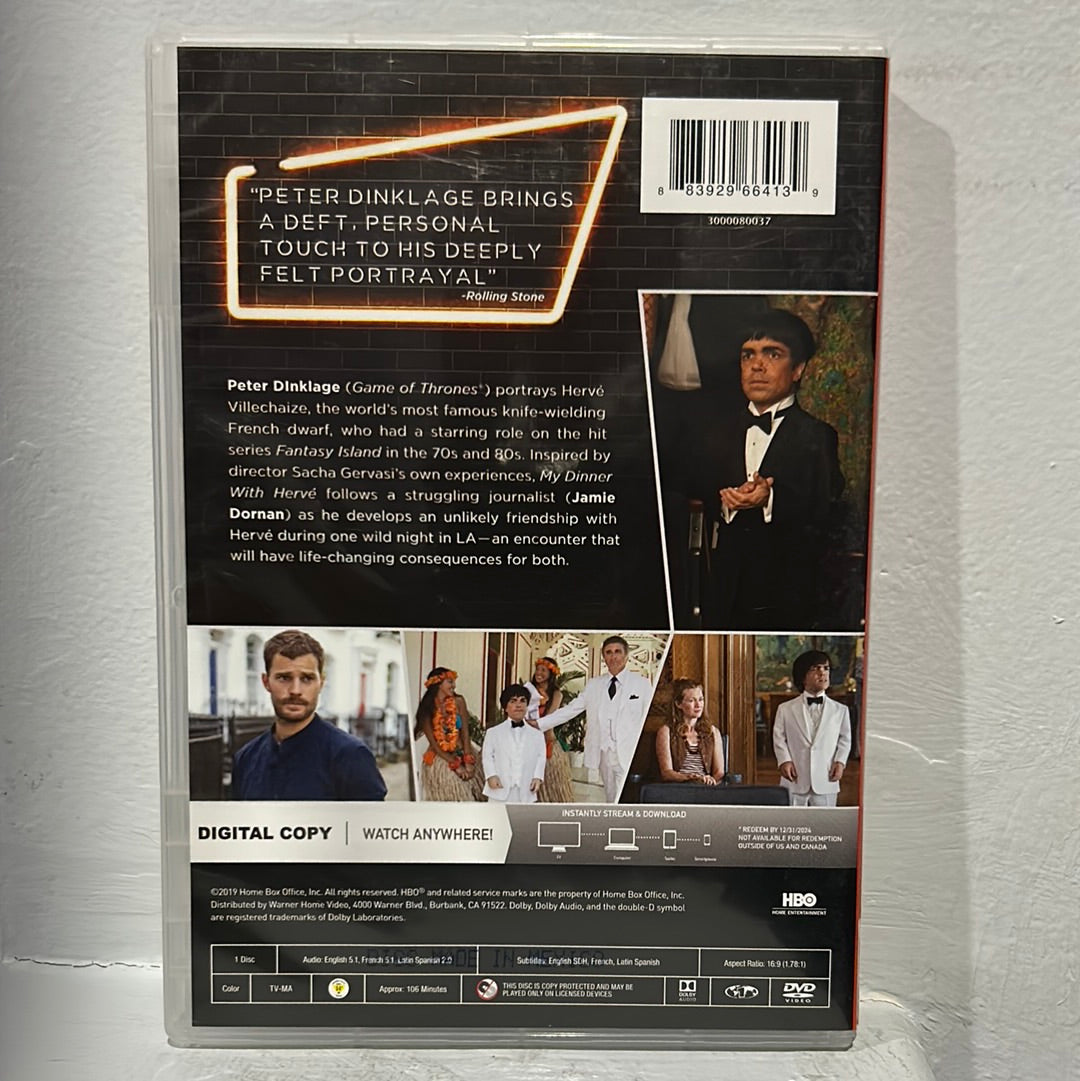 "PETER DINKLAGE BRINGS
A DEFT, PERSONAL
TOUCH TO HIS DEEPLY
FELT PORTRAYAL"
-Rolling Stone
8 83929 66413 9
3000080037
Peter Dinklage (Game of Thrones®) portrays Hervé
Villechaize, the world's most famous knife-wielding
French dwarf, who had a starring role on the hit
series Fantasy Island in the 70s and 80s. Inspired by
director Sacha Gervasi's own experiences, My Dinner
With Hervé follows a struggling journalist (Jamie
Dornan) as he develops an unlikely friendship with
Hervé during one wild night in LA—an encounter that
will have life-changing consequences for both.
DIGITAL COPY | WATCH ANYWHERE!
INSTANTLY STREAM & DOWNLOAD
TV Computer Tablet Smartphone
* REDEEM BY 12/31/2024
NOT AVAILABLE FOR REDEMPTION
OUTSIDE OF US AND CANADA
©2019 Home Box Office, Inc. All rights reserved. HBO® and related service marks are the property of Home Box Office, Inc.
Distributed by Warner Home Video, 4000 Warner Blvd., Burbank, CA 91522. Dolby, Dolby Audio, and the double-D symbol
are registered trademarks of Dolby Laboratories.
HBO
HOME ENTERTAINMENT
DISC MADE IN MEXICO
1 Disc
Audio: English 5.1, French 5.1, Latin Spanish 2.0
Subtitles: English SDH, French, Latin Spanish
Aspect Ratio: 16:9 (1.78:1)
Color
TV-MA
Approx: 106 Minutes
THIS DISC IS COPY PROTECTED AND MAY BE
PLAYED ONLY ON LICENSED DEVICES
DOLBY
AUDIO
DVD
VIDEO